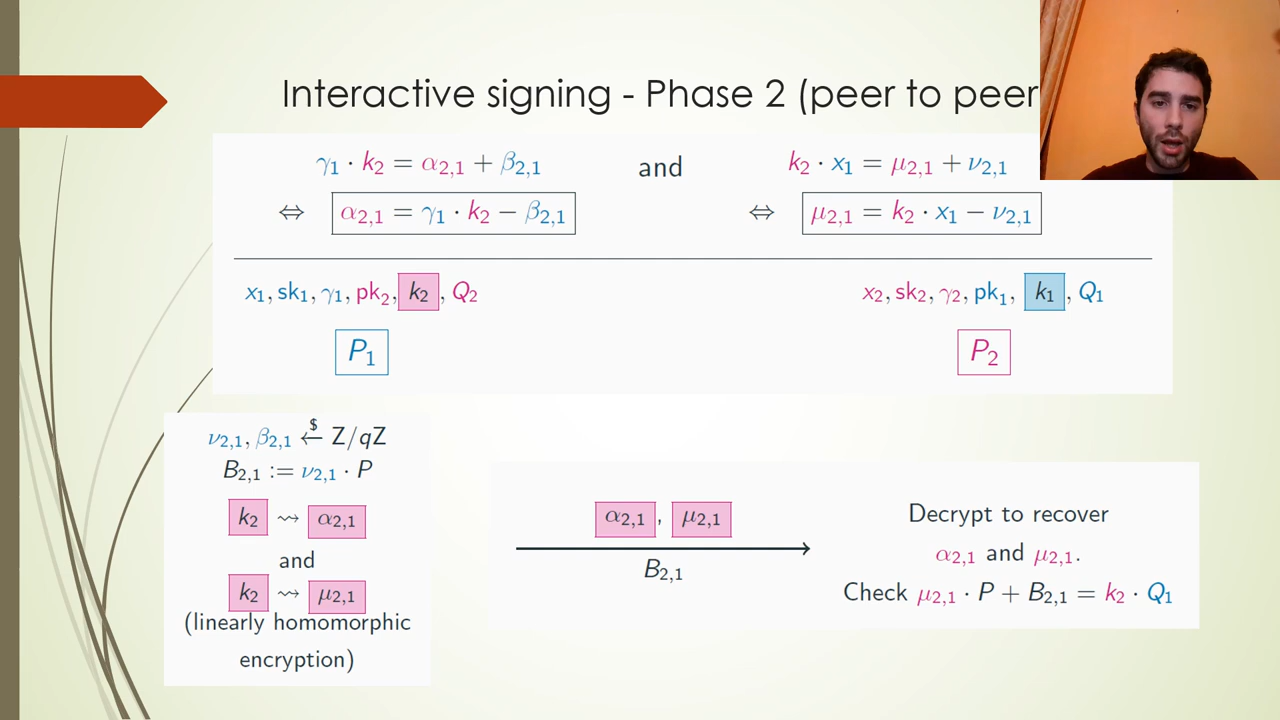 Interactive signing - Phase 2 (peer to peer
γ₁ · k₂ = α₂,₁ + β₂,₁ and k₂ · x₁ = μ₂,₁ + ν₂,₁
⇔ α₂,₁ = γ₁ · k₂ − β₂,₁ ⇔ μ₂,₁ = k₂ · x₁ − ν₂,₁
x₁, sk₁, γ₁, pk₂, k₂, Q₂
x₂, sk₂, γ₂, pk₁, k₁, Q₁
P₁
P₂
ν₂,₁, β₂,₁ ←$ Z/qZ
B₂,₁ := ν₂,₁ · P
k₂ ⇝ α₂,₁
and
k₂ ⇝ μ₂,₁
(linearly homomorphic
encryption)
α₂,₁, μ₂,₁
B₂,₁
Decrypt to recover
α₂,₁ and μ₂,₁.
Check μ₂,₁ · P + B₂,₁ = k₂ · Q₁